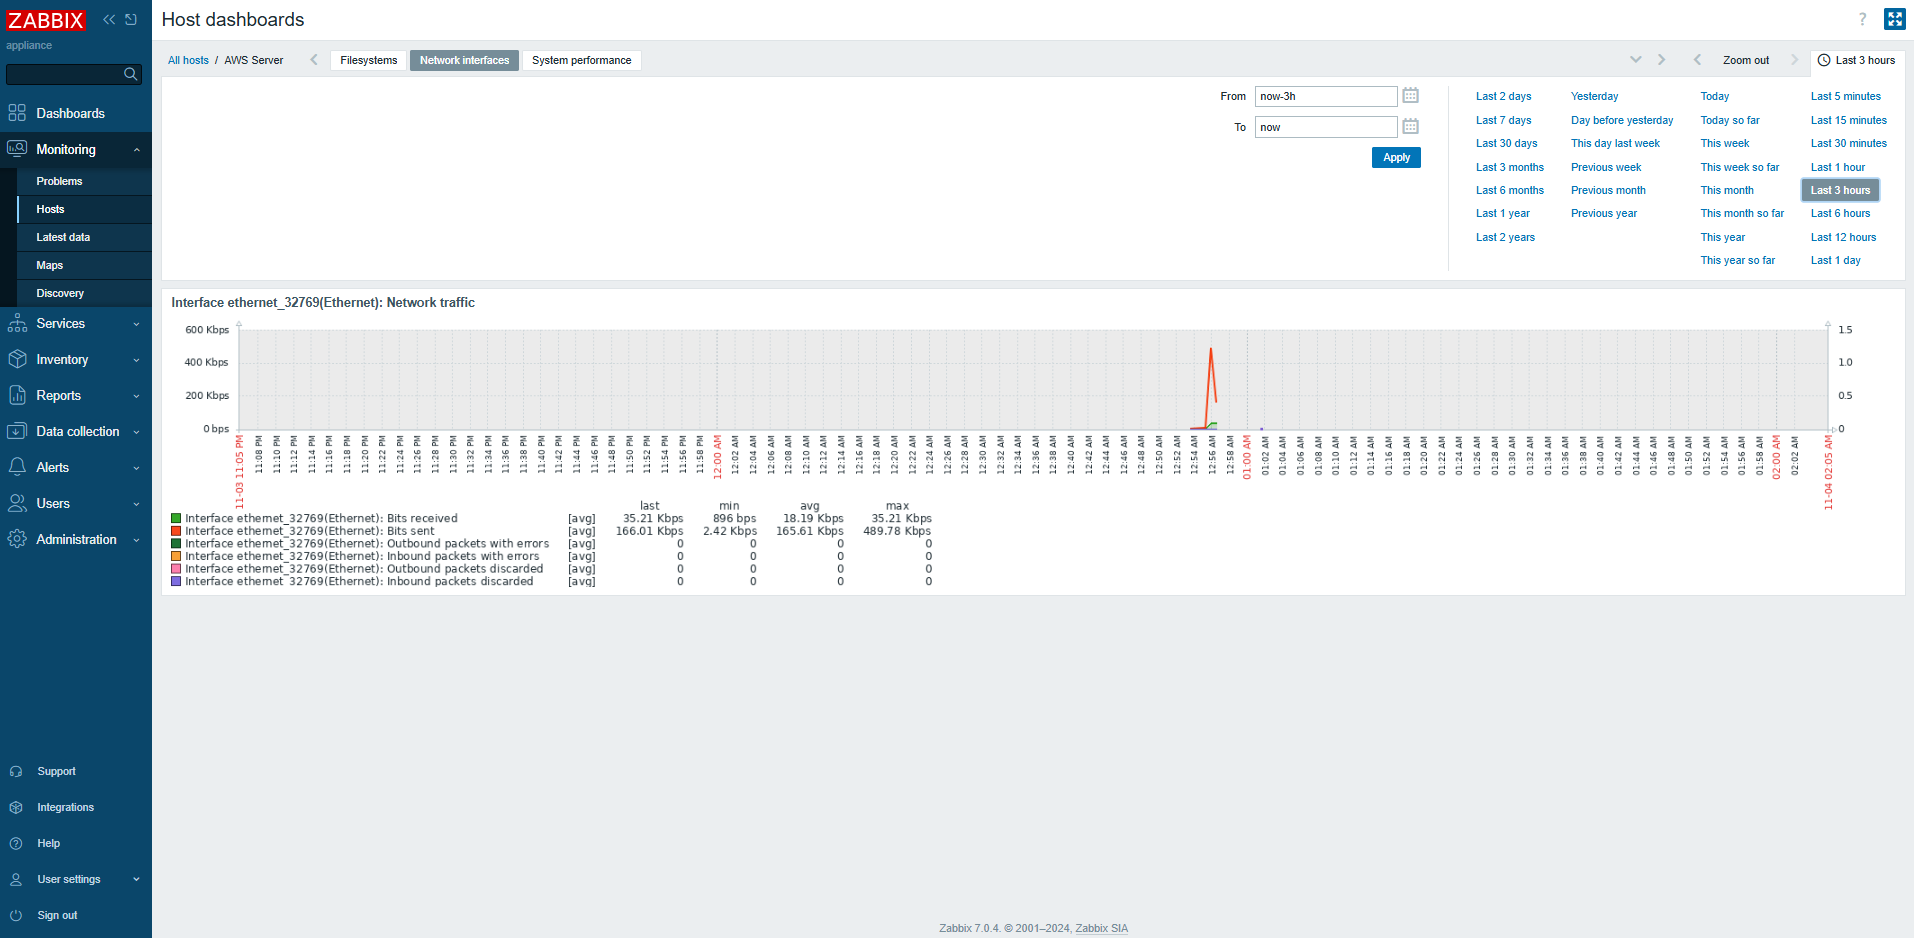 ZABBIX
Host dashboards
?
appliance
All hosts / AWS Server
Filesystems
Network interfaces
System performance
Zoom out
Last 3 hours
Dashboards
Monitoring
Problems
Hosts
Latest data
Maps
Discovery
Services
Inventory
Reports
Data collection
Alerts
Users
Administration
Support
Integrations
Help
User settings
Sign out
From now-3h
To now
Apply
Last 2 days Yesterday Today Last 5 minutes
Last 7 days Day before yesterday Today so far Last 15 minutes
Last 30 days This day last week This week Last 30 minutes
Last 3 months Previous week This week so far Last 1 hour
Last 6 months Previous month This month Last 3 hours
Last 1 year Previous year This month so far Last 6 hours
Last 2 years This year Last 12 hours
This year so far Last 1 day
Interface ethernet_32769(Ethernet): Network traffic
600 Kbps 1.5
400 Kbps 1.0
200 Kbps 0.5
0 bps 0
11-03 11:05 PM 11:08 PM 11:10 PM 11:12 PM 11:14 PM 11:16 PM 11:18 PM 11:20 PM 11:22 PM 11:24 PM 11:26 PM 11:28 PM 11:30 PM 11:32 PM 11:34 PM 11:36 PM 11:38 PM 11:40 PM 11:42 PM 11:44 PM 11:46 PM 11:48 PM 11:50 PM 11:52 PM 11:54 PM 11:56 PM 11:58 PM 12:00 AM 12:02 AM 12:04 AM 12:06 AM 12:08 AM 12:10 AM 12:12 AM 12:14 AM 12:16 AM 12:18 AM 12:20 AM 12:22 AM 12:24 AM 12:26 AM 12:28 AM 12:30 AM 12:32 AM 12:34 AM 12:36 AM 12:38 AM 12:40 AM 12:42 AM 12:44 AM 12:46 AM 12:48 AM 12:50 AM 12:52 AM 12:54 AM 12:56 AM 12:58 AM 01:00 AM 01:02 AM 01:04 AM 01:06 AM 01:08 AM 01:10 AM 01:12 AM 01:14 AM 01:16 AM 01:18 AM 01:20 AM 01:22 AM 01:24 AM 01:26 AM 01:28 AM 01:30 AM 01:32 AM 01:34 AM 01:36 AM 01:38 AM 01:40 AM 01:42 AM 01:44 AM 01:46 AM 01:48 AM 01:50 AM 01:52 AM 01:54 AM 01:56 AM 01:58 AM 02:00 AM 02:02 AM 11-04 02:05 AM
last min avg max
Interface ethernet_32769(Ethernet): Bits received [avg] 35.21 Kbps 896 bps 18.19 Kbps 35.21 Kbps
Interface ethernet_32769(Ethernet): Bits sent [avg] 166.01 Kbps 2.42 Kbps 165.61 Kbps 489.78 Kbps
Interface ethernet_32769(Ethernet): Outbound packets with errors [avg] 0 0 0 0
Interface ethernet_32769(Ethernet): Inbound packets with errors [avg] 0 0 0 0
Interface ethernet_32769(Ethernet): Outbound packets discarded [avg] 0 0 0 0
Interface ethernet_32769(Ethernet): Inbound packets discarded [avg] 0 0 0 0
Zabbix 7.0.4. © 2001–2024, Zabbix SIA